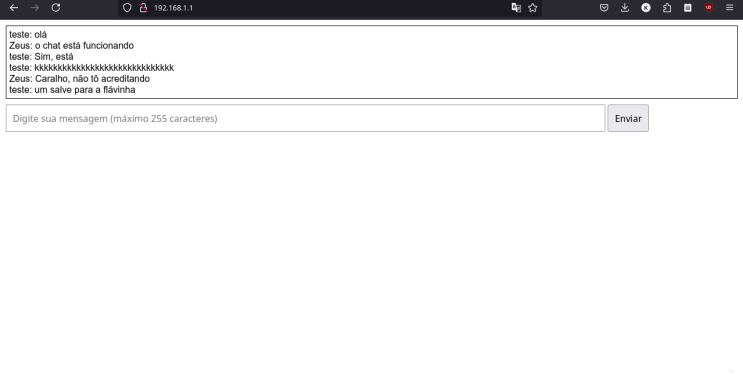 192.168.1.1
teste: olá
Zeus: o chat está funcionando
teste: Sim, está
teste: kkkkkkkkkkkkkkkkkkkkkkkkkkkkkk
Zeus: Caralho, não tô acreditando
teste: um salve para a flávinha
Digite sua mensagem (máximo 255 caracteres)
Enviar